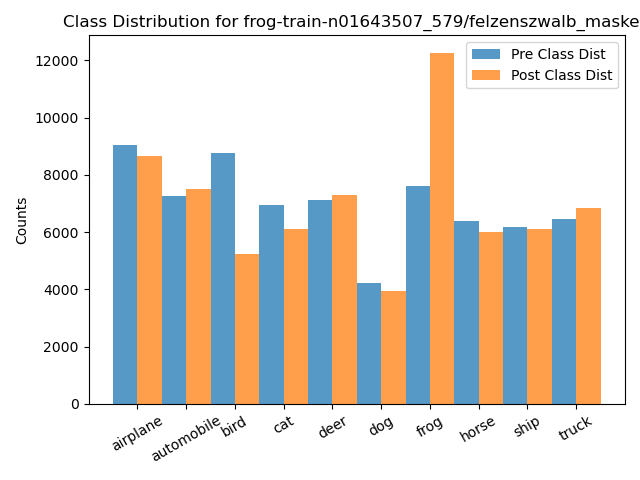 Class Distribution for frog-train-n01643507_579/felzenszwalb_maske
Pre Class Dist
Post Class Dist
Counts
12000
10000
8000
6000
4000
2000
0
airplane
automobile
bird
cat
deer
dog
frog
horse
ship
truck